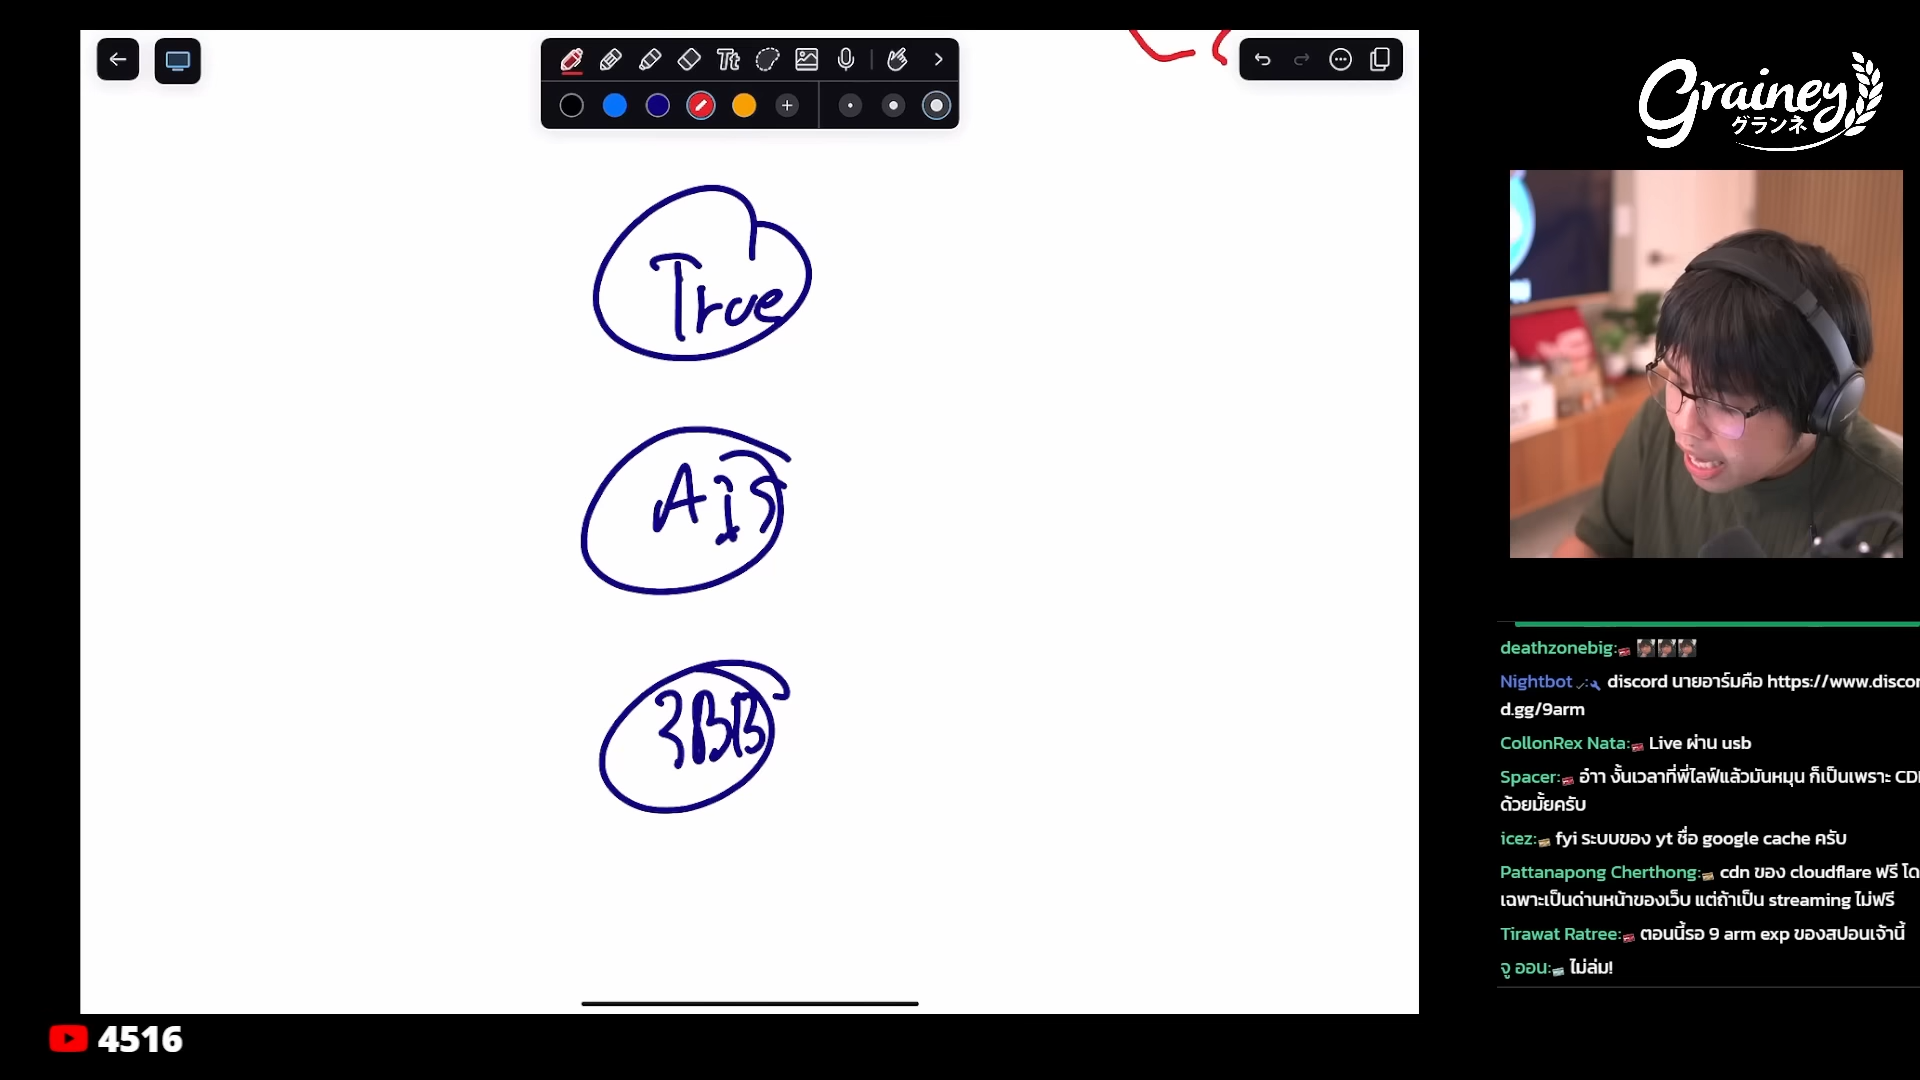 Tt
Grainey
グランネ
True
AIS
3BB
deathzonebig:
Nightbot : discord นายอาร์มคือ https://www.discor
d.gg/9arm
CollonRex Nata: Live ผ่าน usb
Spacer: อ๋าา งั้นเวลาที่พี่ไลฟ์แล้วมันหมุน ก็เป็นเพราะ CD
ด้วยมั้ยครับ
icez: fyi ระบบของ yt ชื่อ google cache ครับ
Pattanapong Cherthong: cdn ของ cloudflare ฟรี โด
เฉพาะเป็นด่านหน้าของเว็บ แต่ถ้าเป็น streaming ไม่ฟรี
Tirawat Ratree: ตอนนี้รอ 9 arm exp ของสปอนเจ้านี้
จู ออน: ไม่ล่ม!
4516